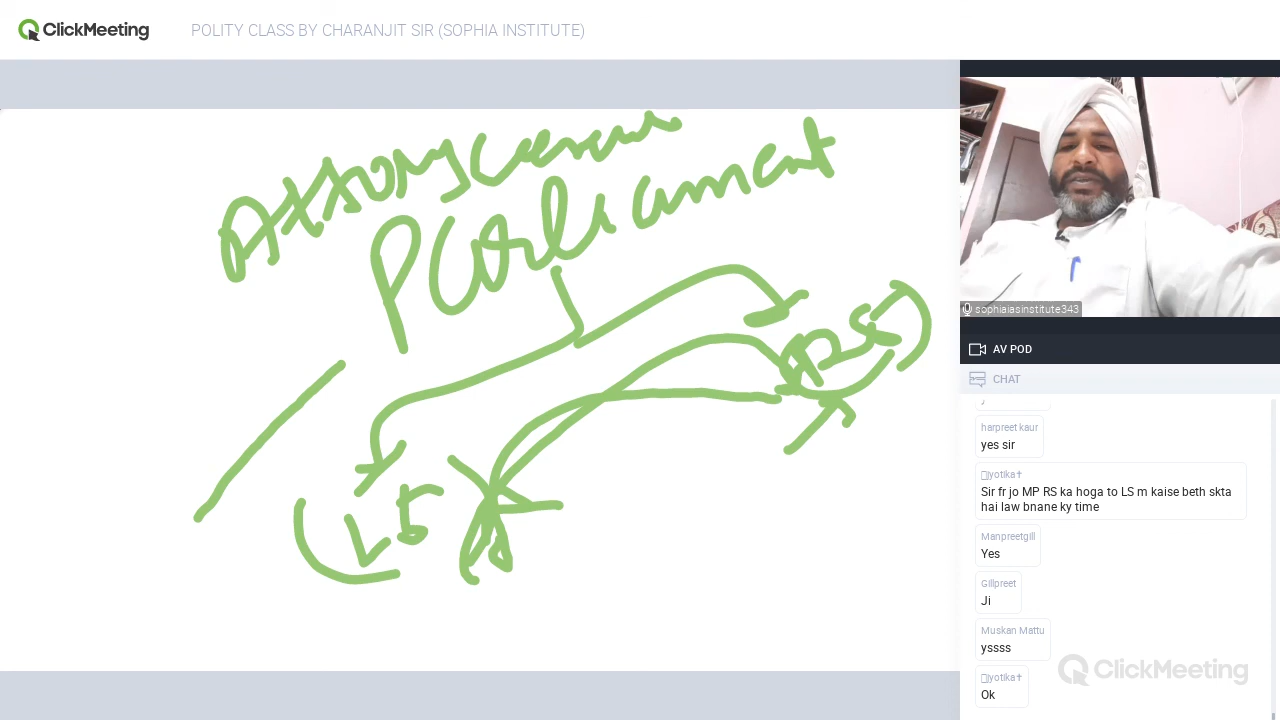 ClickMeeting
POLITY CLASS BY CHARANJIT SIR (SOPHIA INSTITUTE)
Parliament
(RS)
(LS
sophiaiasinstitute343
AV POD
CHAT
harpreet kaur
yes sir
jyotika✝
Sir fr jo MP RS ka hoga to LS m kaise beth skta
hai law bnane ky time
Manpreetgill
Yes
Gillpreet
Ji
Muskan Mattu
yssss
jyotika✝
Ok
ClickMeeting